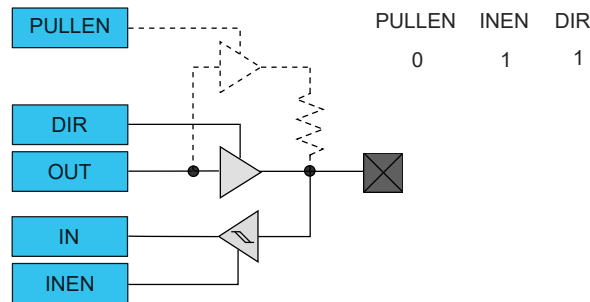 PULLEN
PULLEN INEN DIR
0 1 1
DIR
OUT
IN
INEN